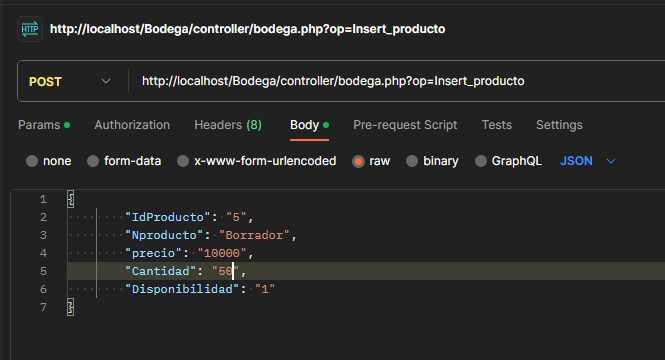 HTTP http://localhost/Bodega/controller/bodega.php?op=Insert_producto
POST http://localhost/Bodega/controller/bodega.php?op=Insert_producto
Params Authorization Headers (8) Body Pre-request Script Tests Settings
none form-data x-www-form-urlencoded raw binary GraphQL JSON
1 {
2 "IdProducto": "5",
3 "Nproducto": "Borrador",
4 "precio": "10000",
5 "Cantidad": "50",
6 "Disponibilidad": "1"
7 }